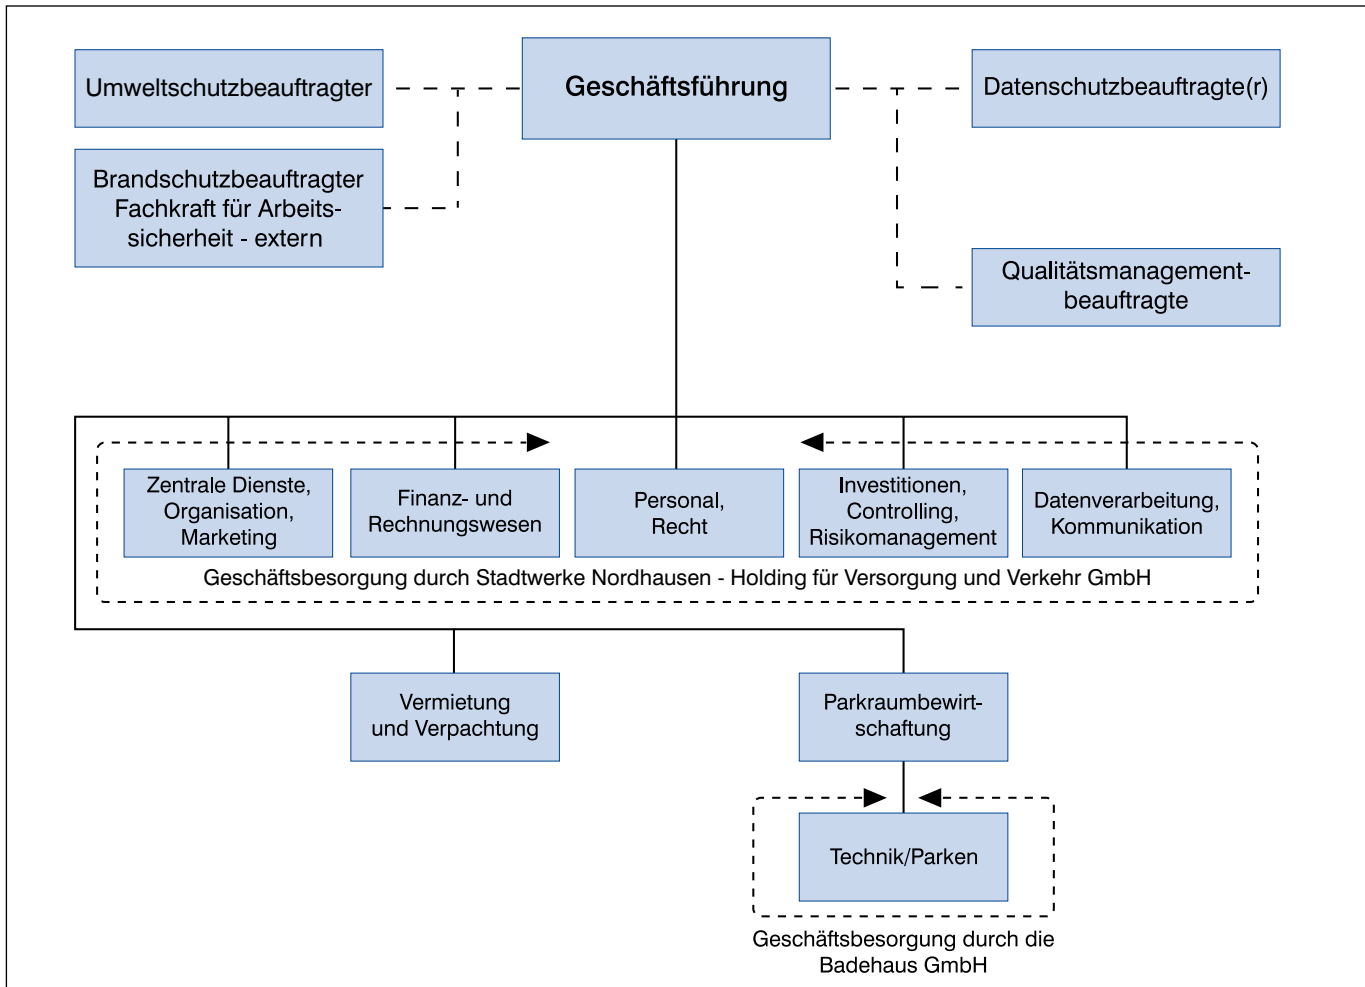 Umweltschutzbeauftragter
Geschäftsführung
Datenschutzbeauftragte(r)
Brandschutzbeauftragter
Fachkraft für Arbeits-
sicherheit - extern
Qualitätsmanagement-
beauftragte
Zentrale Dienste,
Organisation,
Marketing
Finanz- und
Rechnungswesen
Personal,
Recht
Investitionen,
Controlling,
Risikomanagement
Datenverarbeitung,
Kommunikation
Geschäftsbesorgung durch Stadtwerke Nordhausen - Holding für Versorgung und Verkehr GmbH
Vermietung
und Verpachtung
Parkraumbewirt-
schaftung
Technik/Parken
Geschäftsbesorgung durch die
Badehaus GmbH